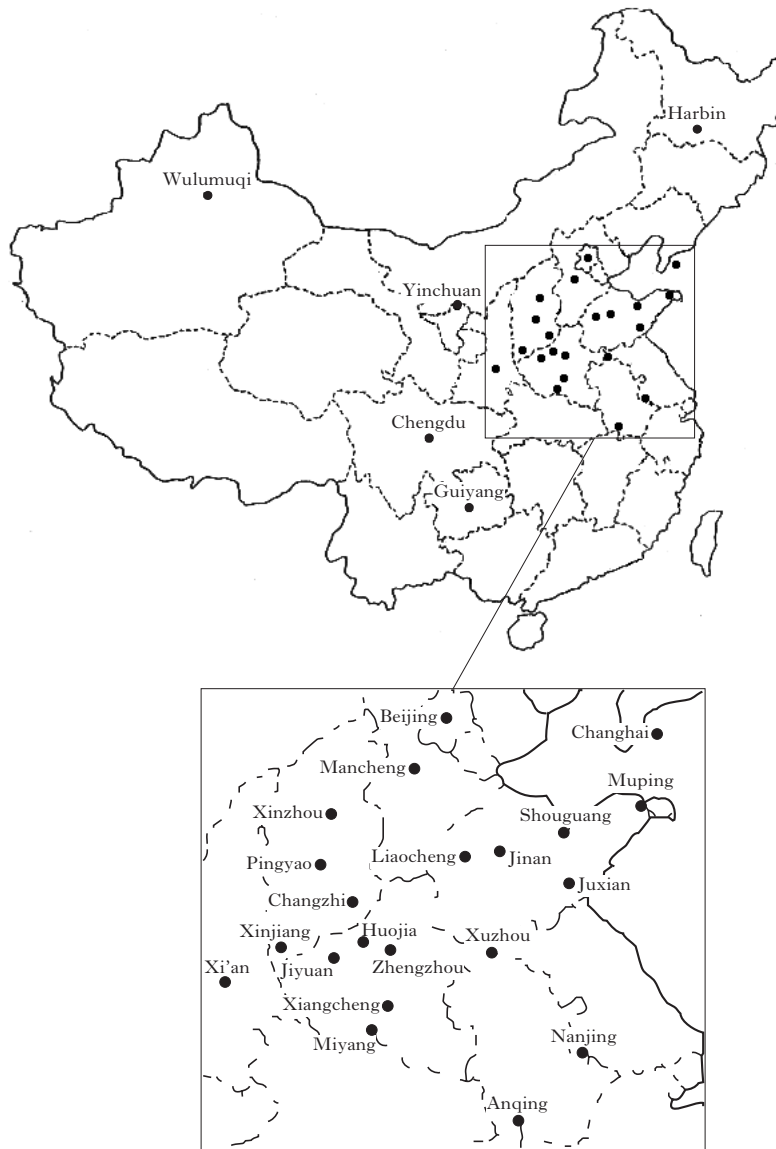 Harbin
Wulumuqi
Yinchuan
Chengdu
Guiyang
Beijing
Changhai
Mancheng
Muping
Xinzhou
Shouguang
Pingyao
Liaocheng
Jinan
Juxian
Changzhi
Xinjiang
Huojia
Xuzhou
Xi’an
Jiyuan
Zhengzhou
Xiangcheng
Miyang
Nanjing
Anqing